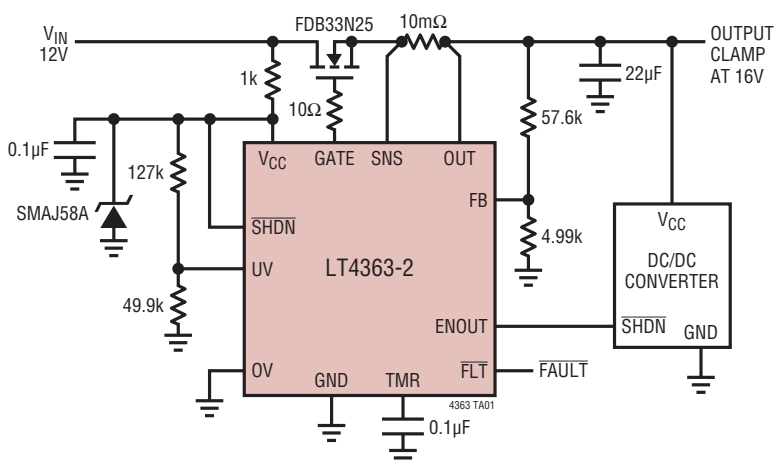 FDB33N25
10mΩ
VIN
12V
OUTPUT
CLAMP
AT 16V
1k
10Ω
22µF
57.6k
0.1µF
127k
VCC
GATE
SNS
OUT
SMAJ58A
SHDN
FB
4.99k
VCC
UV
LT4363-2
DC/DC
CONVERTER
49.9k
ENOUT
SHDN
GND
OV
GND
TMR
FLT
FAULT
4363 TA01
0.1µF